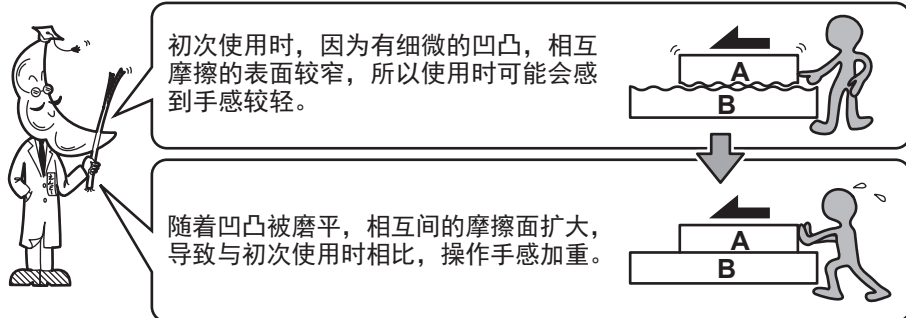 初次使用时，因为有细微的凹凸，相互
摩擦的表面较窄，所以使用时可能会感
到手感较轻。
A
B
随着凹凸被磨平，相互间的摩擦面扩大，
导致与初次使用时相比，操作手感加重。
A
B